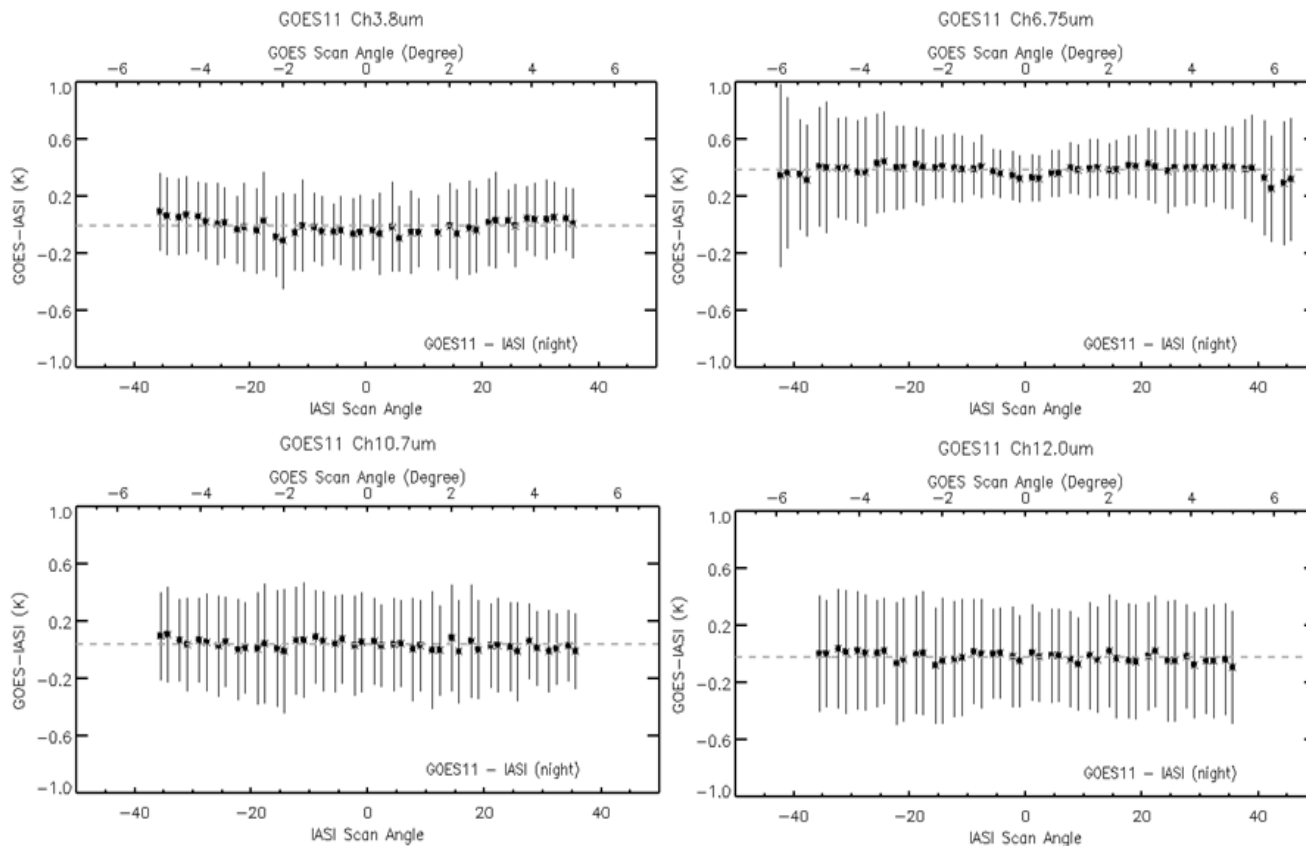 GOES11 Ch3.8um
GOES Scan Angle (Degree)
−6 −4 −2 0 2 4 6
1.0
0.6
0.2
−0.2
−0.6
−1.0
GOES−IASI (K)
GOES11 − IASI (night)
−40 −20 0 20 40
IASI Scan Angle
GOES11 Ch6.75um
GOES Scan Angle (Degree)
−6 −4 −2 0 2 4 6
1.0
0.6
0.2
−0.2
−0.6
−1.0
GOES−IASI (K)
GOES11 − IASI (night)
−40 −20 0 20 40
IASI Scan Angle
GOES11 Ch10.7um
GOES Scan Angle (Degree)
−6 −4 −2 0 2 4 6
1.0
0.6
0.2
−0.2
−0.6
−1.0
GOES−IASI (K)
GOES11 − IASI (night)
−40 −20 0 20 40
IASI Scan Angle
GOES11 Ch12.0um
GOES Scan Angle (Degree)
−6 −4 −2 0 2 4 6
1.0
0.6
0.2
−0.2
−0.6
−1.0
GOES−IASI (K)
GOES11 − IASI (night)
−40 −20 0 20 40
IASI Scan Angle